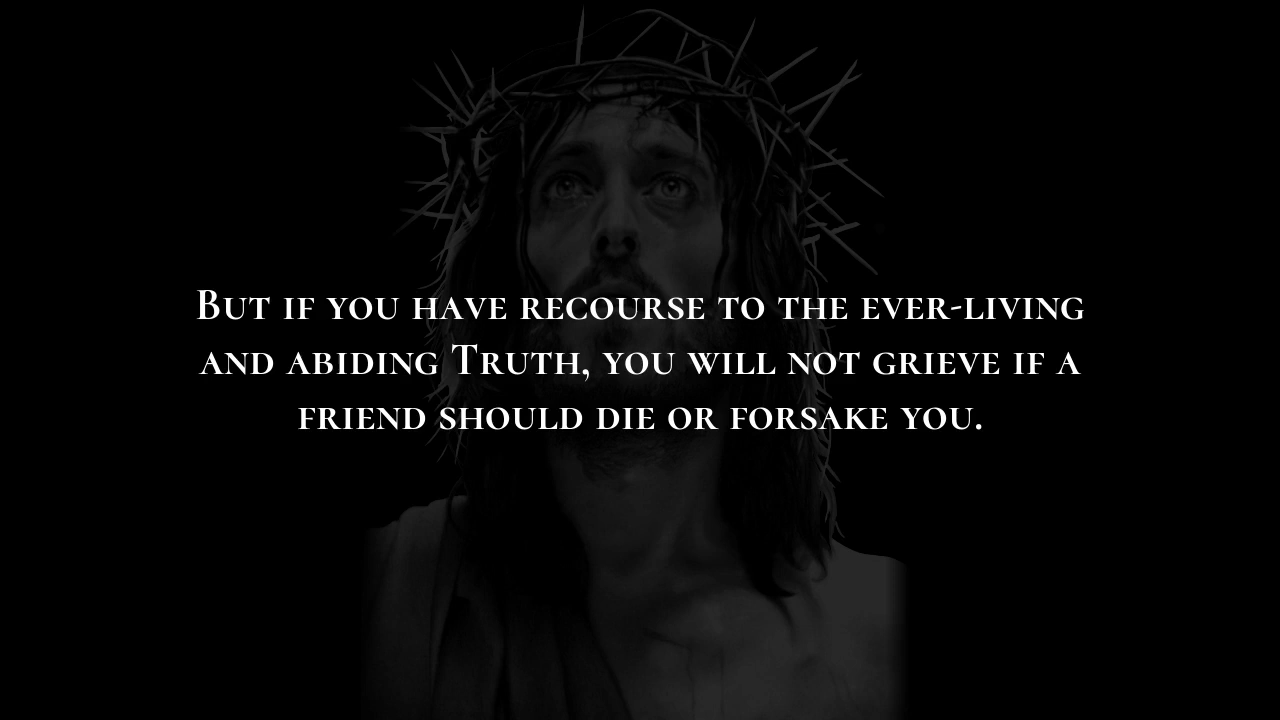 But if you have recourse to the ever-living
and abiding Truth, you will not grieve if a
friend should die or forsake you.